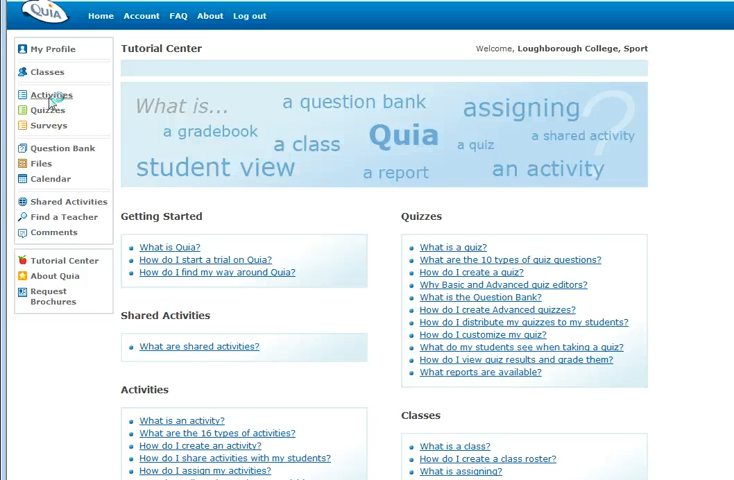 QUIA
Home Account FAQ About Log out
My Profile
Classes
Activities
Quizzes
Surveys
Question Bank
Files
Calendar
Shared Activities
Find a Teacher
Comments
Tutorial Center
About Quia
Request
Brochures
Tutorial Center
Welcome, Loughborough College, Sport
What is...
a question bank
assigning
?
a gradebook
a class
Quia
a quiz
a shared activity
student view
a report
an activity
Getting Started
What is Quia?
How do I start a trial on Quia?
How do I find my way around Quia?
Shared Activities
What are shared activities?
Activities
What is an activity?
What are the 16 types of activities?
How do I create an activity?
How do I share activities with my students?
How do I assign my activities?
Quizzes
What is a quiz?
What are the 10 types of quiz questions?
How do I create a quiz?
Why Basic and Advanced quiz editors?
What is the Question Bank?
How do I create Advanced quizzes?
How do I distribute my quizzes to my students?
How do I customize my quiz?
What do my students see when taking a quiz?
How do I view quiz results and grade them?
What reports are available?
Classes
What is a class?
How do I create a class roster?
What is assigning?